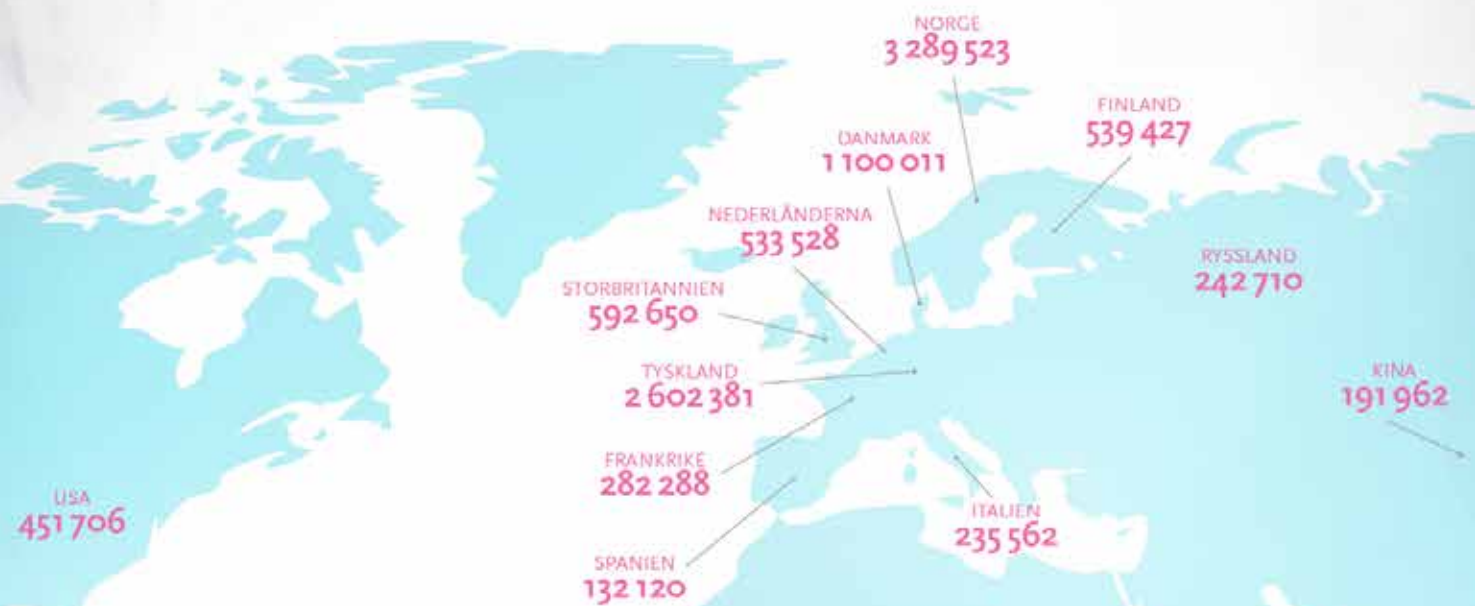 NORGE
3 289 523
FINLAND
539 427
DANMARK
1 100 011
NEDERLÄNDERNA
533 528
RYSSLAND
242 710
STORBRITANNIEN
592 650
TYSKLAND
2 602 381
KINA
191 962
FRANKRIKE
282 288
USA
451 706
ITALIEN
235 562
SPANIEN
132 120